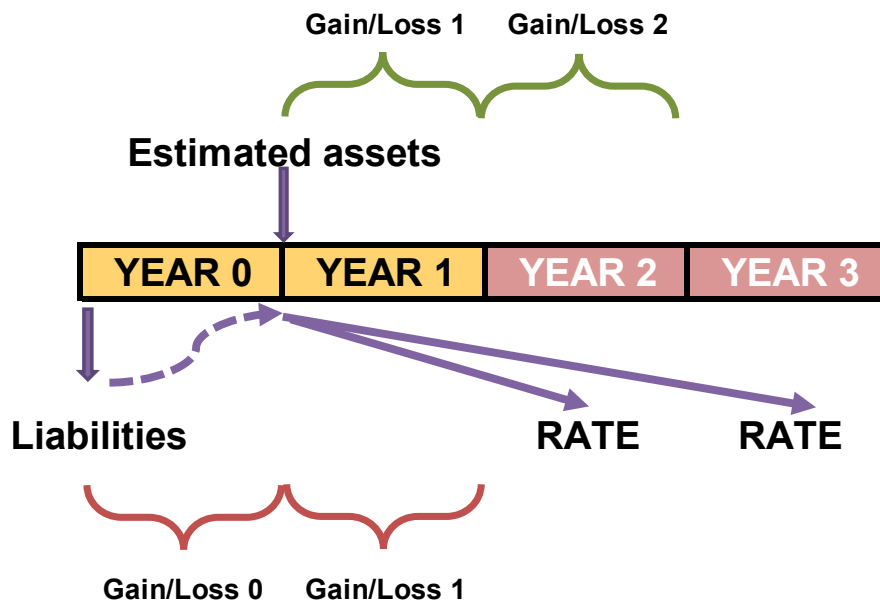 Gain/Loss 1 Gain/Loss 2
Estimated assets
YEAR 0 YEAR 1 YEAR 2 YEAR 3
Liabilities RATE RATE
Gain/Loss 0 Gain/Loss 1